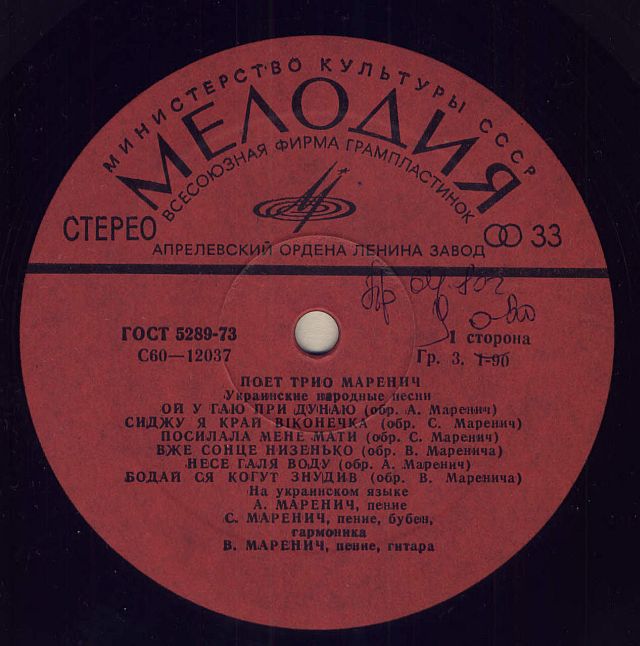 МИНИСТЕРСТВО КУЛЬТУРЫ СССР
МЕЛОДИЯ
ВСЕСОЮЗНАЯ ФИРМА ГРАМПЛАСТИНОК
СТЕРЕО
33
АПРЕЛЕВСКИЙ ОРДЕНА ЛЕНИНА ЗАВОД
ГОСТ 5289-73
1 сторона
С60—12037
Гр. 3. 1-90
ПОЕТ ТРИО МАРЕНИЧ
Украинские народные песни
ОЙ У ГАЮ ПРИ ДУНАЮ (обр. А. Маренич)
СИДЖУ Я КРАЙ ВІКОНЕЧКА (обр. С. Маренич)
ПОСИЛАЛА МЕНЕ МАТИ (обр. С. Маренич)
ВЖЕ СОНЦЕ НИЗЕНЬКО (обр. В. Маренича)
НЕСЕ ГАЛЯ ВОДУ (обр. А. Маренич)
БОДАЙ СЯ КОГУТ ЗНУДИВ (обр. В. Маренича)
На украинском языке
А. МАРЕНИЧ, пение
С. МАРЕНИЧ, пение, бубен,
гармоника
В. МАРЕНИЧ, пение, гитара